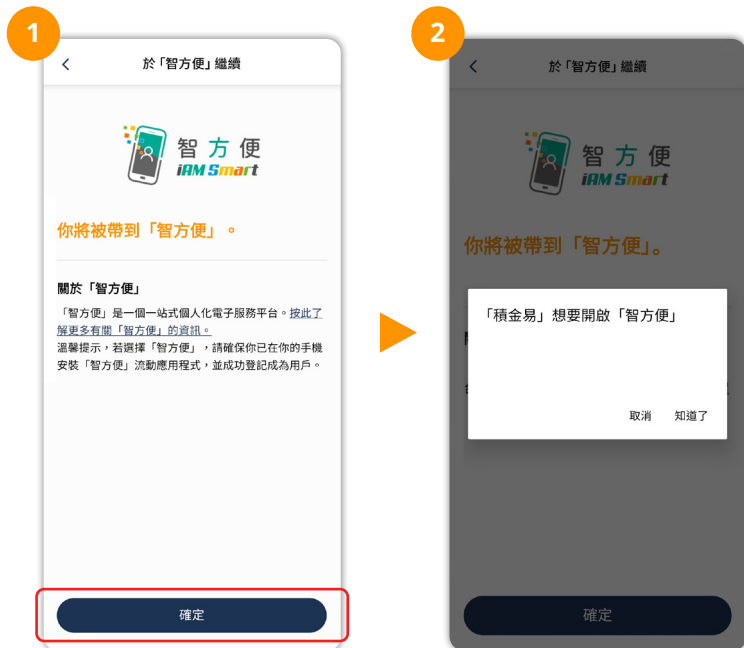 1
於「智方便」繼續
智方便
iAM Smart
你將被帶到「智方便」。
關於「智方便」
「智方便」是一個一站式個人化電子服務平台。按此了
解更多有關「智方便」的資訊。
溫馨提示，若選擇「智方便」，請確保你已在你的手機
安裝「智方便」流動應用程式，並成功登記成為用戶。
確定
2
於「智方便」繼續
智方便
iAM Smart
你將被帶到「智方便」。
「積金易」想要開啟「智方便」
取消 知道了
確定